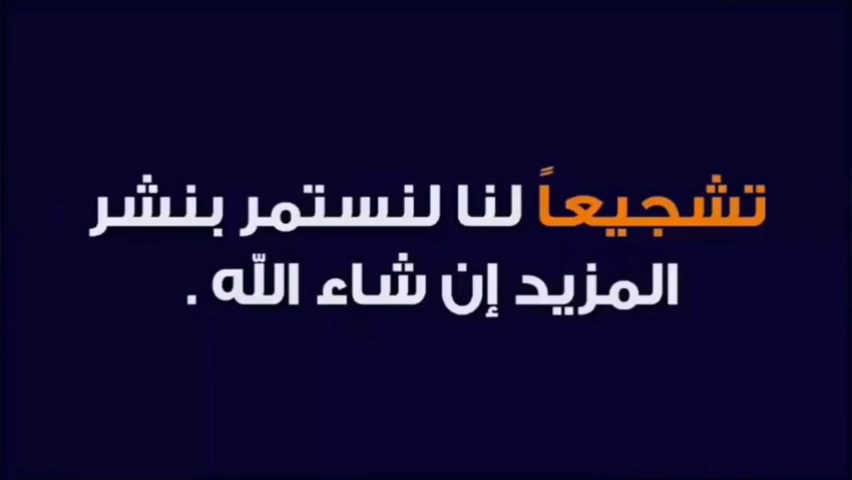 تشجيعاً لنا لنستمر بنشر
المزيد إن شاء الله .